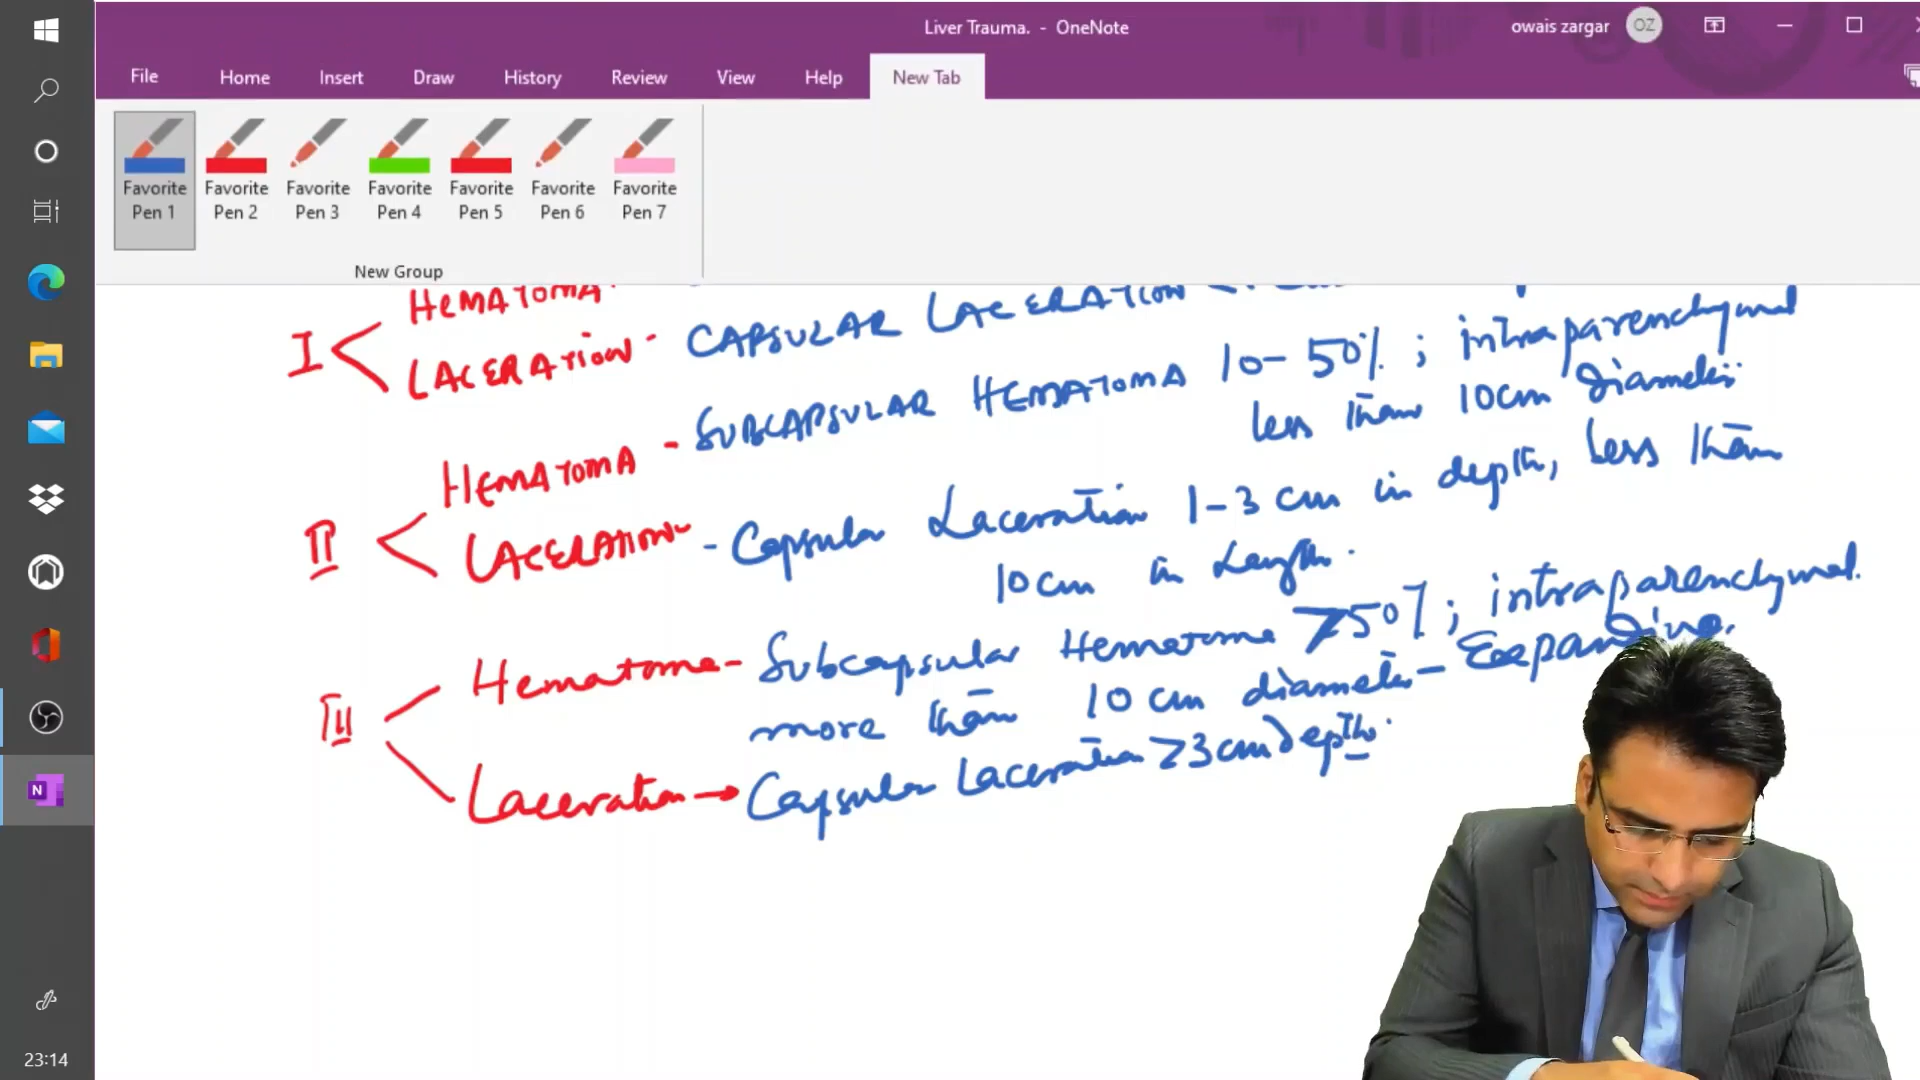 Liver Trauma. - OneNote
owais zargar
OZ
File Home Insert Draw History Review View Help New Tab
Favorite Pen 1
Favorite Pen 2
Favorite Pen 3
Favorite Pen 4
Favorite Pen 5
Favorite Pen 6
Favorite Pen 7
New Group
HEMATOMA
I LACERATION - CAPSULAR LACERATION
HEMATOMA - SUBCAPSULAR HEMATOMA 10-50% ; intraparenchymal
less than 10cm diameter
II
LACERATION - Capsular Laceration 1-3 cm in depth, less than
10cm in length.
III
Hematoma - Subcapsular Hematoma >50% ; intraparenchymal
more than 10 cm diameter - Expanding.
Laceration → Capsular Laceration >3cm depth.
N
23:14